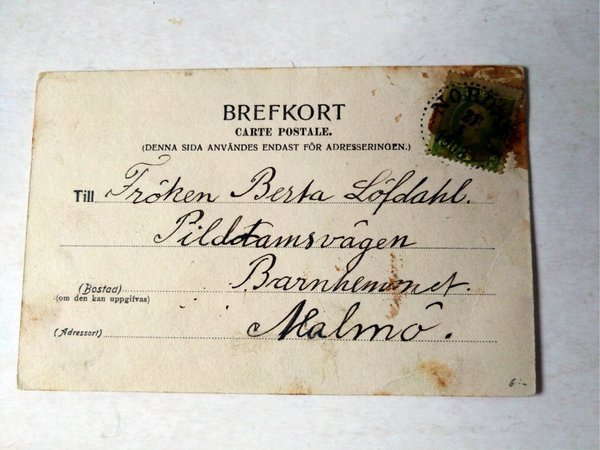 BREFKORT
CARTE POSTALE.
(DENNA SIDA ANVÄNDES ENDAST FÖR ADRESSERINGEN.)
Till Fröken Berta Löfdahl.
Pildtamsvägen
(Bostad) Barnhemmet.
(om den kan uppgifvas)
(Adressort) Malmö.
6:-